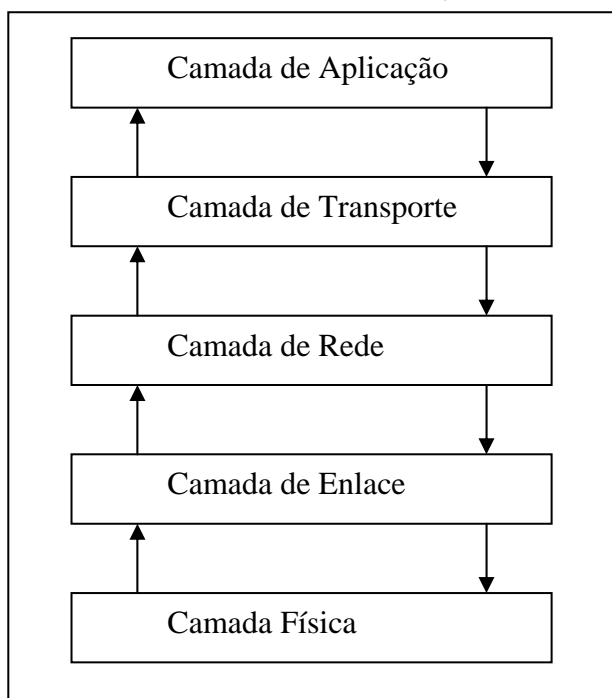 Camada de Aplicação
Camada de Transporte
Camada de Rede
Camada de Enlace
Camada Física